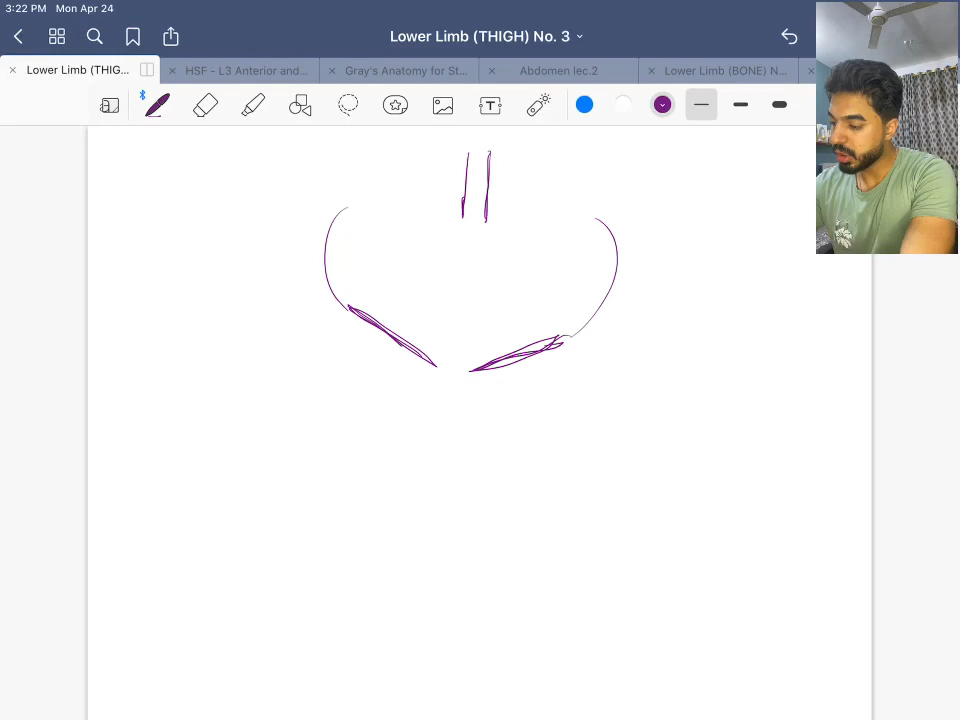 3:22 PM Mon Apr 24
Lower Limb (THIGH) No. 3
Lower Limb (THIG...
HSF - L3 Anterior and...
Gray's Anatomy for St...
Abdomen lec.2
Lower Limb (BONE) N...
T